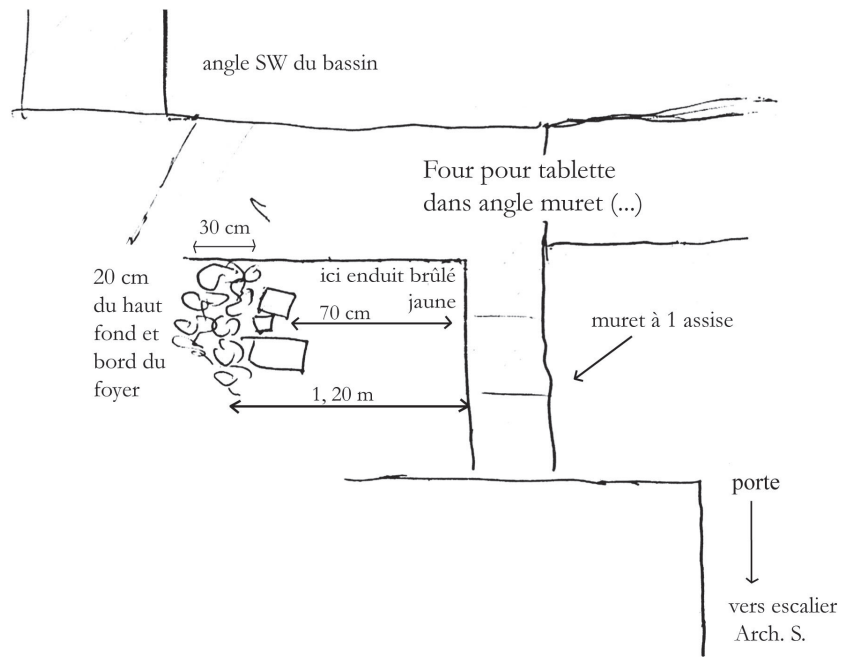 angle SW du bassin
Four pour tablette
dans angle muret (...)
30 cm
20 cm
du haut
fond et
bord du
foyer
ici enduit brûlé
jaune
70 cm
muret à 1 assise
1, 20 m
porte
vers escalier
Arch. S.